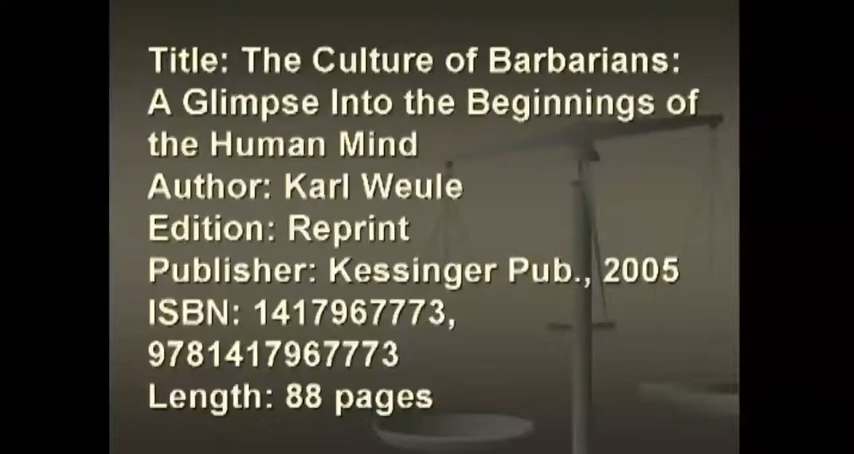 Title: The Culture of Barbarians:
A Glimpse Into the Beginnings of
the Human Mind
Author: Karl Weule
Edition: Reprint
Publisher: Kessinger Pub., 2005
ISBN: 1417967773,
9781417967773
Length: 88 pages